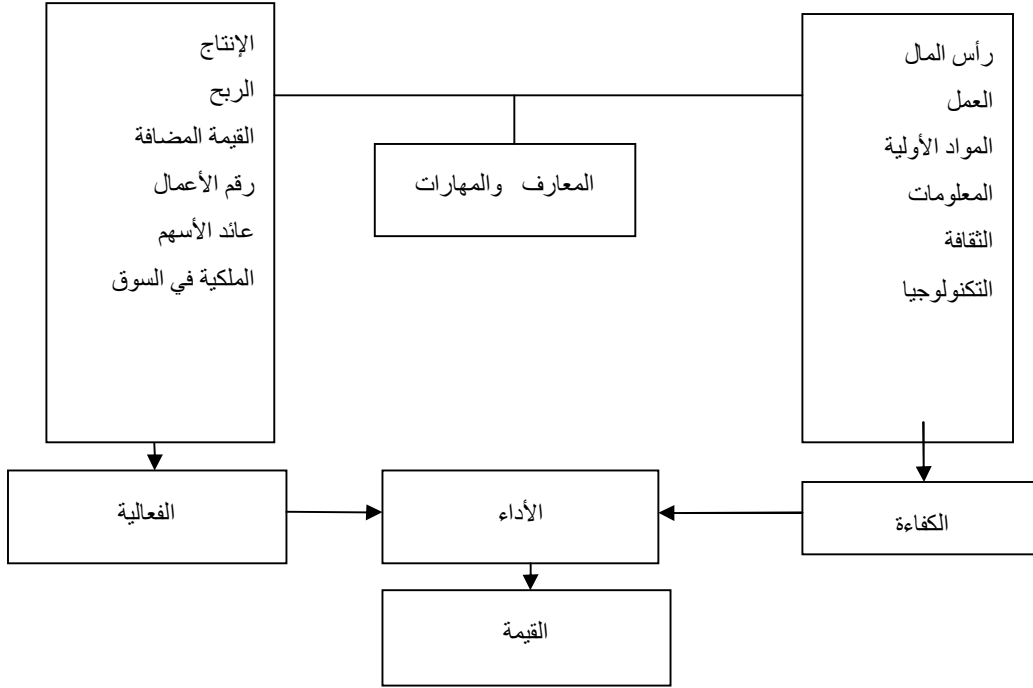 رأس المال
العمل
المواد الأولية
المعلومات
الثقافة
التكنولوجيا
المعارف والمهارات
الإنتاج
الربح
القيمة المضافة
رقم الأعمال
عائد الأسهم
الملكية في السوق
الكفاءة
الأداء
الفعالية
القيمة